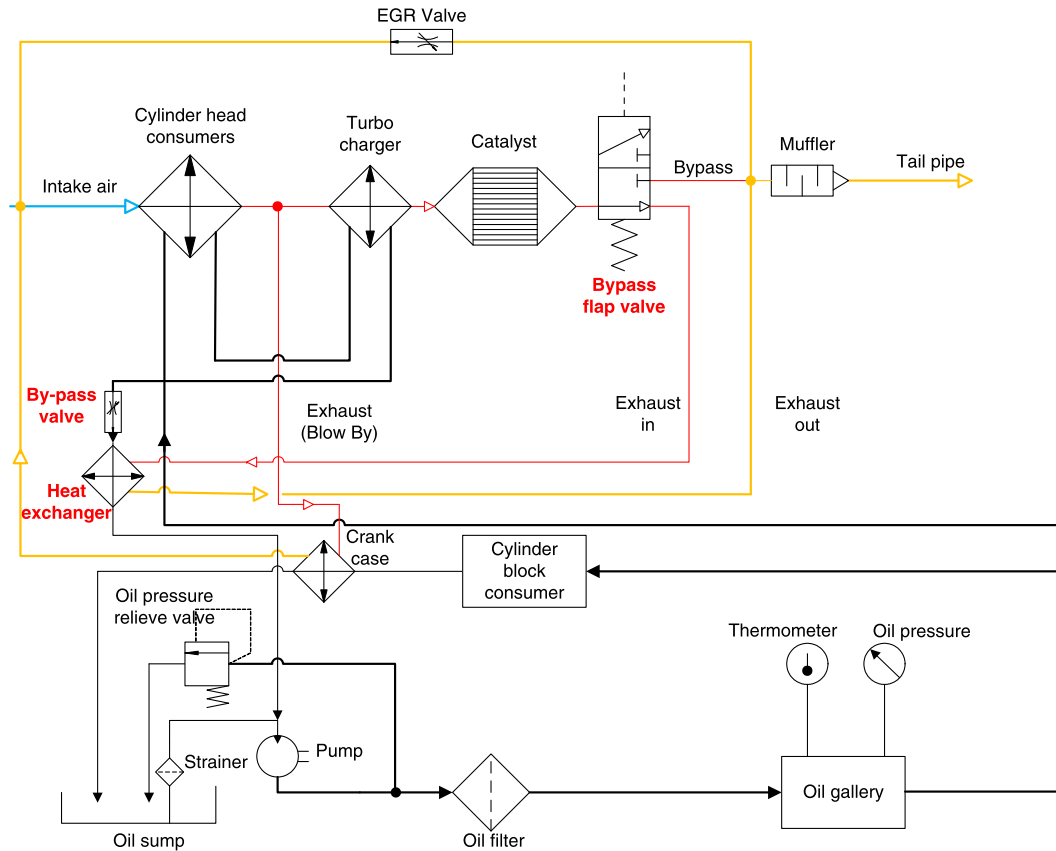 EGR Valve
Cylinder head
consumers
Turbo
charger
Catalyst
Muffler
Intake air
Bypass
Tail pipe
Bypass
flap valve
By-pass
valve
Exhaust
(Blow By)
Exhaust
in
Exhaust
out
Heat
exchanger
Crank
case
Cylinder
block
consumer
Oil pressure
relieve valve
Thermometer
Oil pressure
Strainer
Pump
Oil gallery
Oil sump
Oil filter